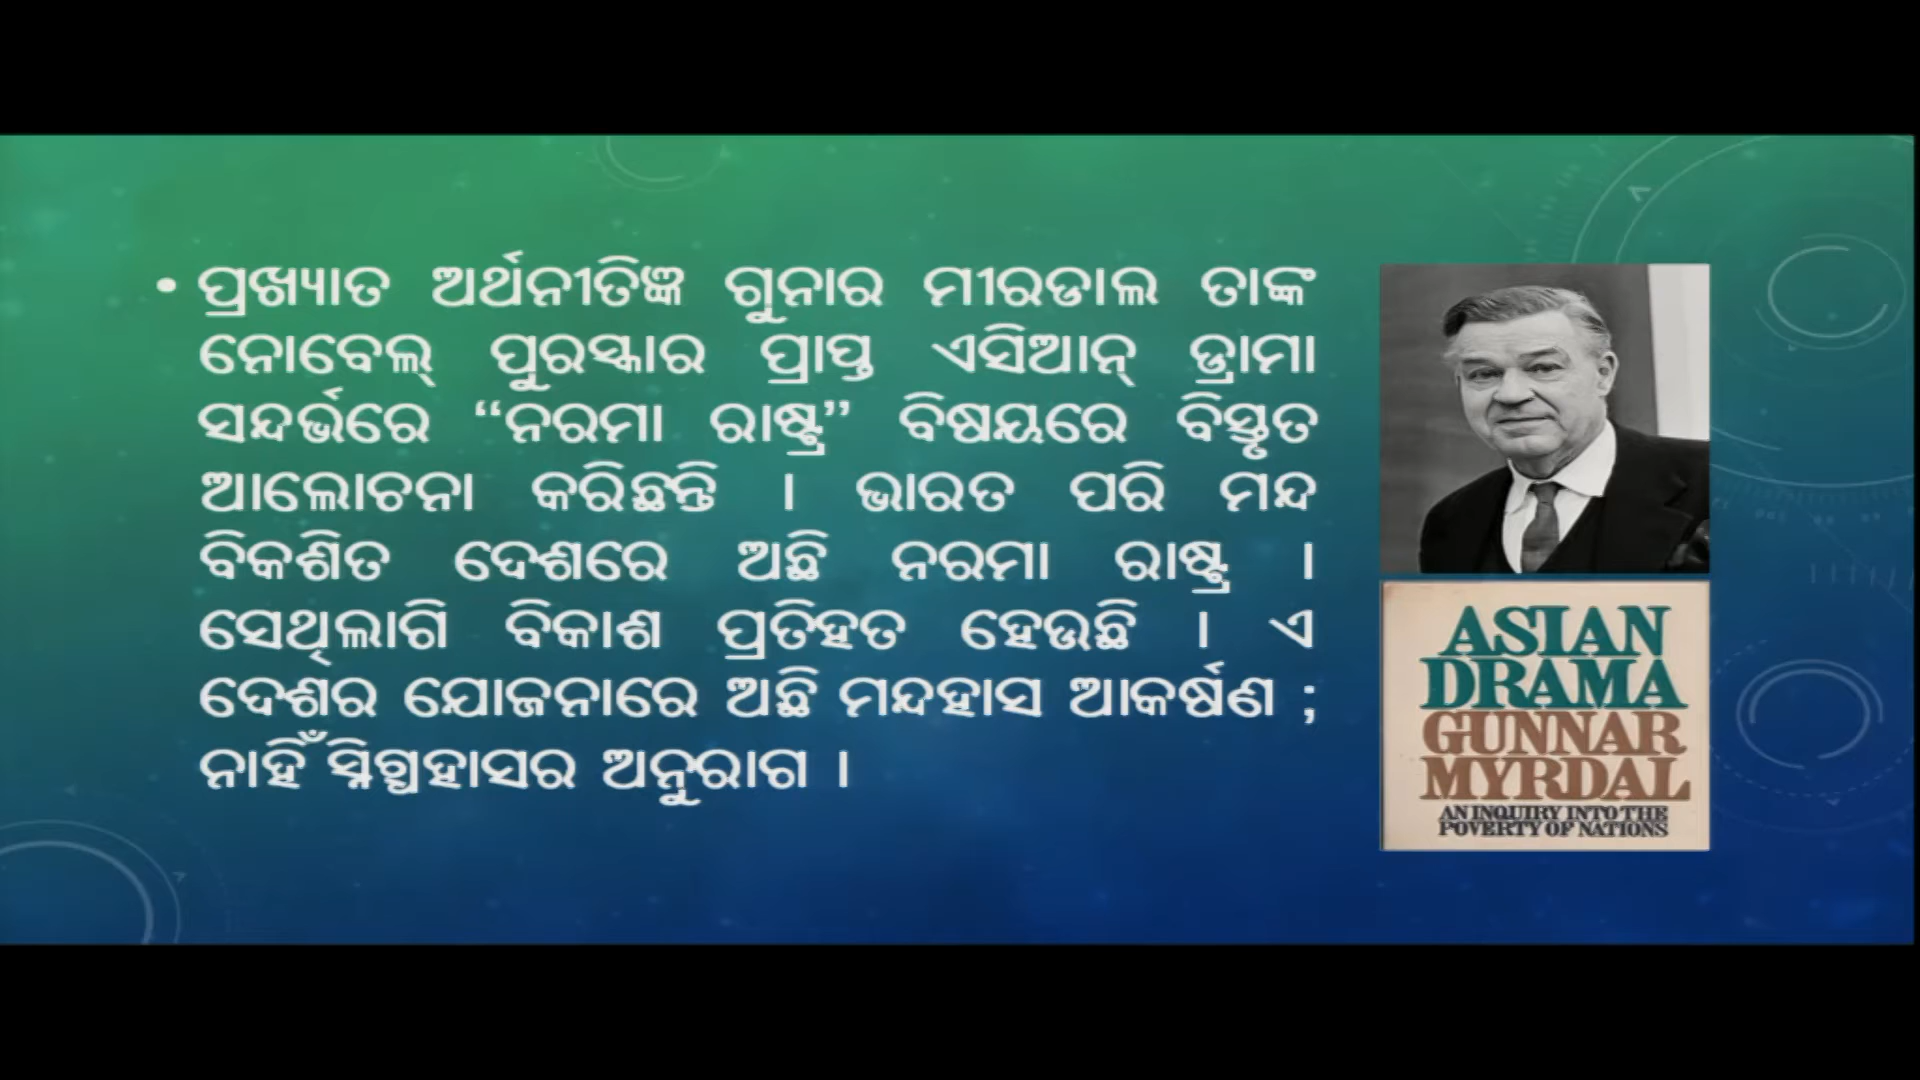 • ପ୍ରଖ୍ୟାତ ଅର୍ଥନୀତିଜ୍ଞ ଗୁନାର ମୀରଡାଲ ତାଙ୍କ
ନୋବେଲ୍ ପୁରସ୍କାର ପ୍ରାପ୍ତ ଏସିଆନ୍ ଡ୍ରାମା
ସନ୍ଦର୍ଭରେ “ନରମା ରାଷ୍ଟ୍ର” ବିଷୟରେ ବିସ୍ତୃତ
ଆଲୋଚନା କରିଛନ୍ତି । ଭାରତ ପରି ମନ୍ଦ
ବିକଶିତ ଦେଶରେ ଅଛି ନରମା ରାଷ୍ଟ୍ର ।
ସେଥିଲାଗି ବିକାଶ ପ୍ରତିହତ ହେଉଛି । ଏ
ଦେଶର ଯୋଜନାରେ ଅଛି ମନ୍ଦହାସ ଆକର୍ଷଣ ;
ନାହିଁ ସ୍ନିଗ୍ଧହାସର ଅନୁରାଗ ।
ASIAN
DRAMA
GUNNAR
MYRDAL
AN INQUIRY INTO THE
POVERTY OF NATIONS